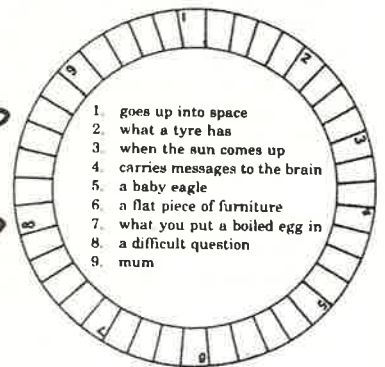 1
2
3
4
5
6
7
8
9
1. goes up into space
2. what a tyre has
3. when the sun comes up
4. carries messages to the brain
5. a baby eagle
6. a flat piece of furniture
7. what you put a boiled egg in
8. a difficult question
9. mum